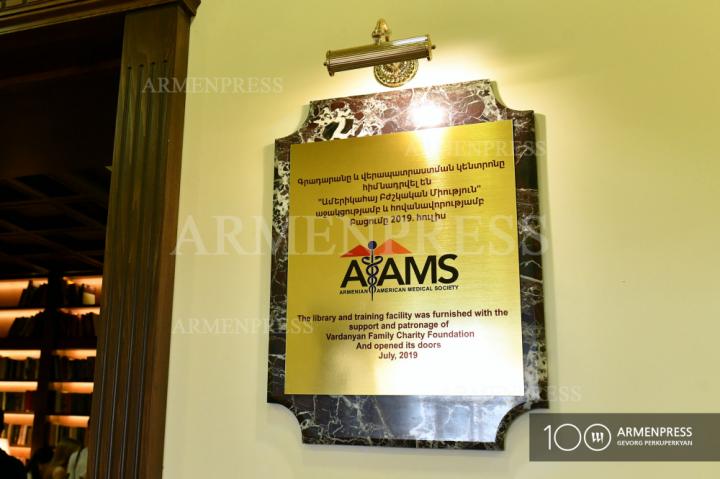 Գրադարանը և վերապատրաստման կենտրոնը
հիմնադրվել են
"Ամերիկահայ Բժշկական Միություն"
աջակցությամբ և հովանավորությամբ
Բացումը 2019. հուլիս
AAMS
ARMENIAN AMERICAN MEDICAL SOCIETY
The library and training facility was furnished with the
support and patronage of
Vardanyan Family Charity Foundation
And opened its doors
July, 2019
ARMENPRESS
ARMENPRESS
ARMENPRESS
ARMENPRESS
ARMENPRESS
100 ARMENPRESS
GEVORG PERKUPERKYAN